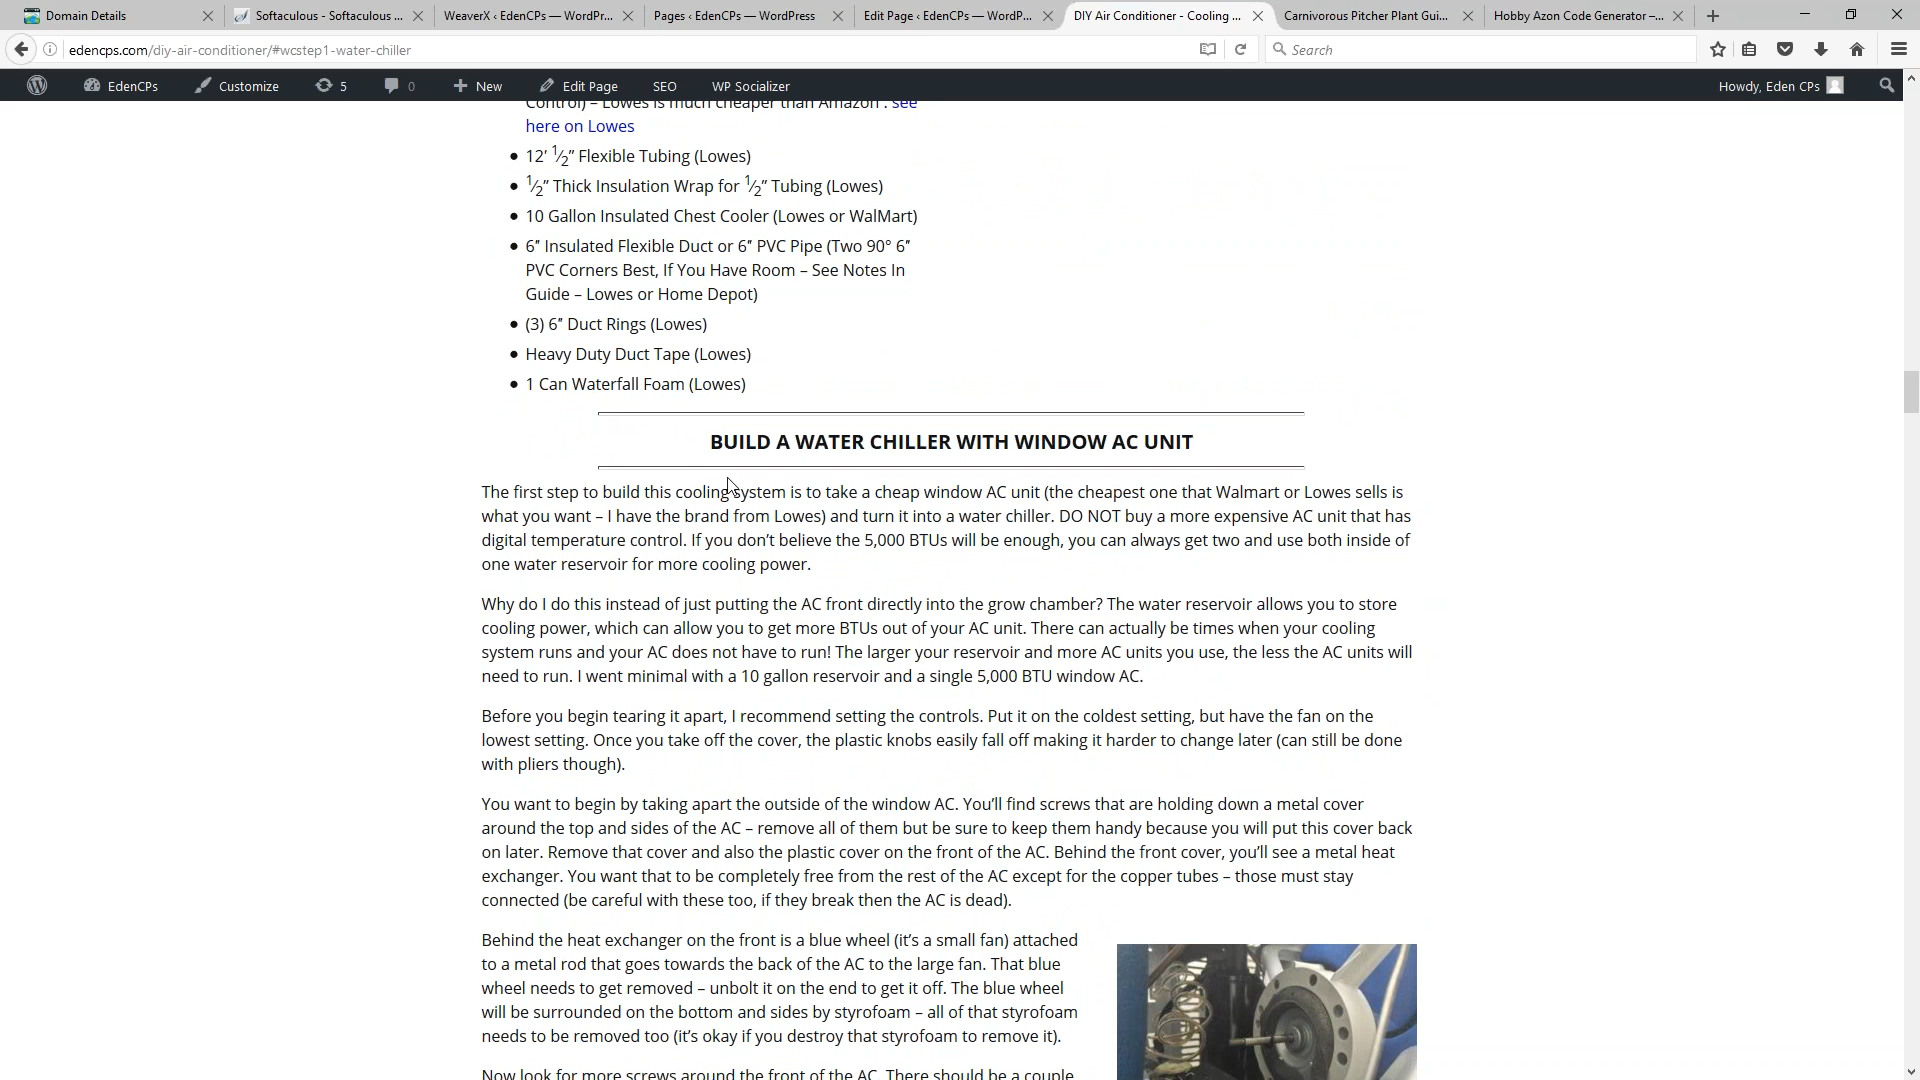 Domain Details
Softaculous - Softaculous ...
WeaverX ‹ EdenCPs — WordPr...
Pages ‹ EdenCPs — WordPress
Edit Page ‹ EdenCPs — WordP...
DIY Air Conditioner - Cooling ...
Carnivorous Pitcher Plant Gui...
Hobby Azon Code Generator –...
edencps.com/diy-air-conditioner/#wcstep1-water-chiller
Search
EdenCPs
Customize
5
0
New
Edit Page
SEO
WP Socializer
Howdy, Eden CPs
Control) – Lowes is much cheaper than Amazon . see
here on Lowes
• 12’ 1⁄2” Flexible Tubing (Lowes)
• 1⁄2” Thick Insulation Wrap for 1⁄2” Tubing (Lowes)
• 10 Gallon Insulated Chest Cooler (Lowes or WalMart)
• 6” Insulated Flexible Duct or 6” PVC Pipe (Two 90° 6”
PVC Corners Best, If You Have Room – See Notes In
Guide – Lowes or Home Depot)
• (3) 6” Duct Rings (Lowes)
• Heavy Duty Duct Tape (Lowes)
• 1 Can Waterfall Foam (Lowes)
BUILD A WATER CHILLER WITH WINDOW AC UNIT
The first step to build this cooling system is to take a cheap window AC unit (the cheapest one that Walmart or Lowes sells is
what you want – I have the brand from Lowes) and turn it into a water chiller. DO NOT buy a more expensive AC unit that has
digital temperature control. If you don’t believe the 5,000 BTUs will be enough, you can always get two and use both inside of
one water reservoir for more cooling power.
Why do I do this instead of just putting the AC front directly into the grow chamber? The water reservoir allows you to store
cooling power, which can allow you to get more BTUs out of your AC unit. There can actually be times when your cooling
system runs and your AC does not have to run! The larger your reservoir and more AC units you use, the less the AC units will
need to run. I went minimal with a 10 gallon reservoir and a single 5,000 BTU window AC.
Before you begin tearing it apart, I recommend setting the controls. Put it on the coldest setting, but have the fan on the
lowest setting. Once you take off the cover, the plastic knobs easily fall off making it harder to change later (can still be done
with pliers though).
You want to begin by taking apart the outside of the window AC. You’ll find screws that are holding down a metal cover
around the top and sides of the AC – remove all of them but be sure to keep them handy because you will put this cover back
on later. Remove that cover and also the plastic cover on the front of the AC. Behind the front cover, you’ll see a metal heat
exchanger. You want that to be completely free from the rest of the AC except for the copper tubes – those must stay
connected (be careful with these too, if they break then the AC is dead).
Behind the heat exchanger on the front is a blue wheel (it’s a small fan) attached
to a metal rod that goes towards the back of the AC to the large fan. That blue
wheel needs to get removed – unbolt it on the end to get it off. The blue wheel
will be surrounded on the bottom and sides by styrofoam – all of that styrofoam
needs to be removed too (it’s okay if you destroy that styrofoam to remove it).
Now look for more screws around the front of the AC. There should be a couple